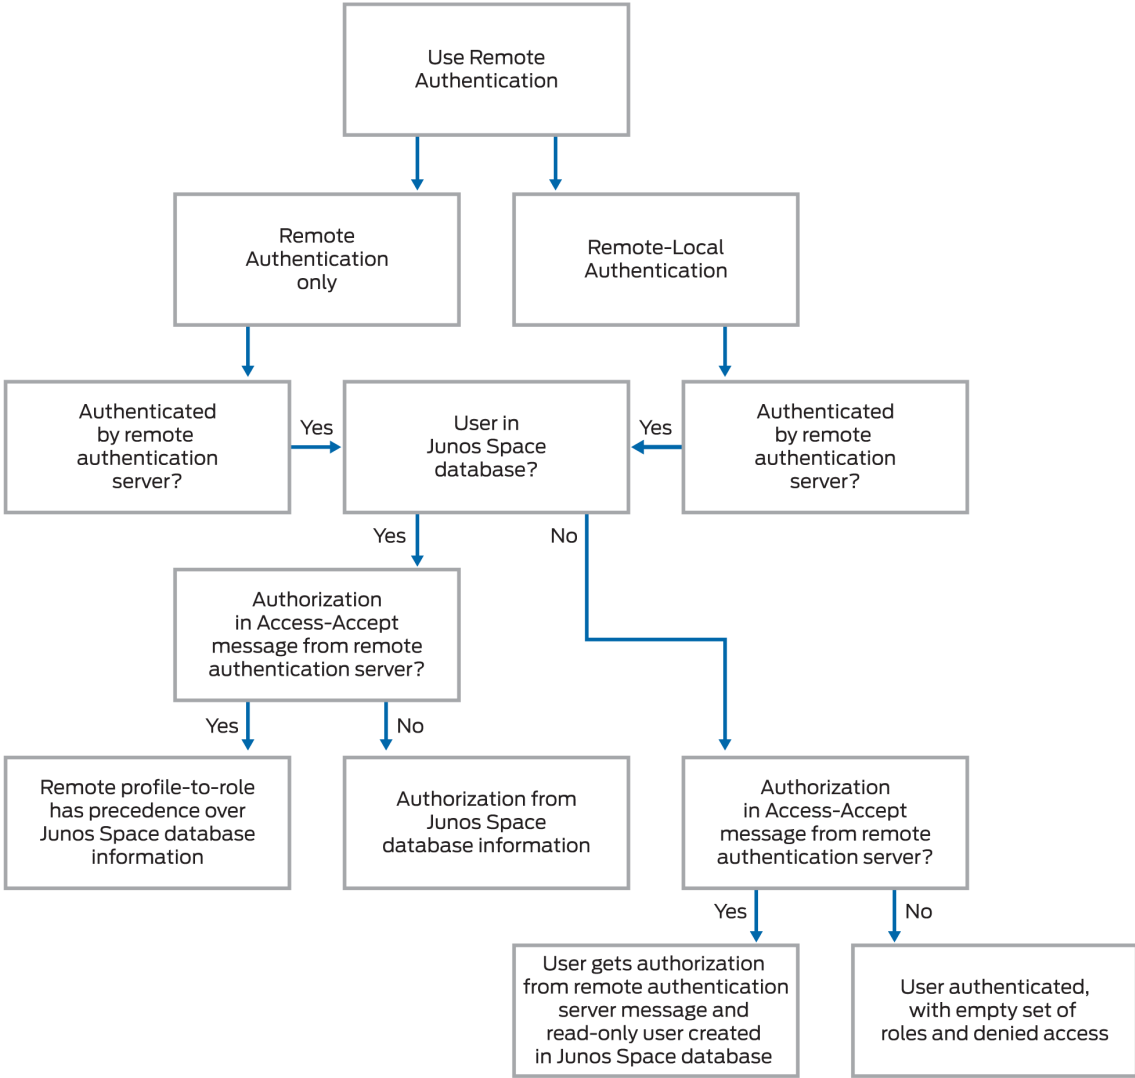 Use Remote
Authentication
Remote
Authentication
only
Remote-Local
Authentication
Authenticated
by remote
authentication
server?
Yes
User in
Junos Space
database?
Yes
Authenticated
by remote
authentication
server?
Yes
No
Authorization
in Access-Accept
message from remote
authentication server?
Yes
No
Remote profile-to-role
has precedence over
Junos Space database
information
Authorization from
Junos Space
database information
Authorization
in Access-Accept
message from remote
authentication server?
Yes
No
User gets authorization
from remote authentication
server message and
read-only user created
in Junos Space database
User authenticated,
with empty set of
roles and denied access